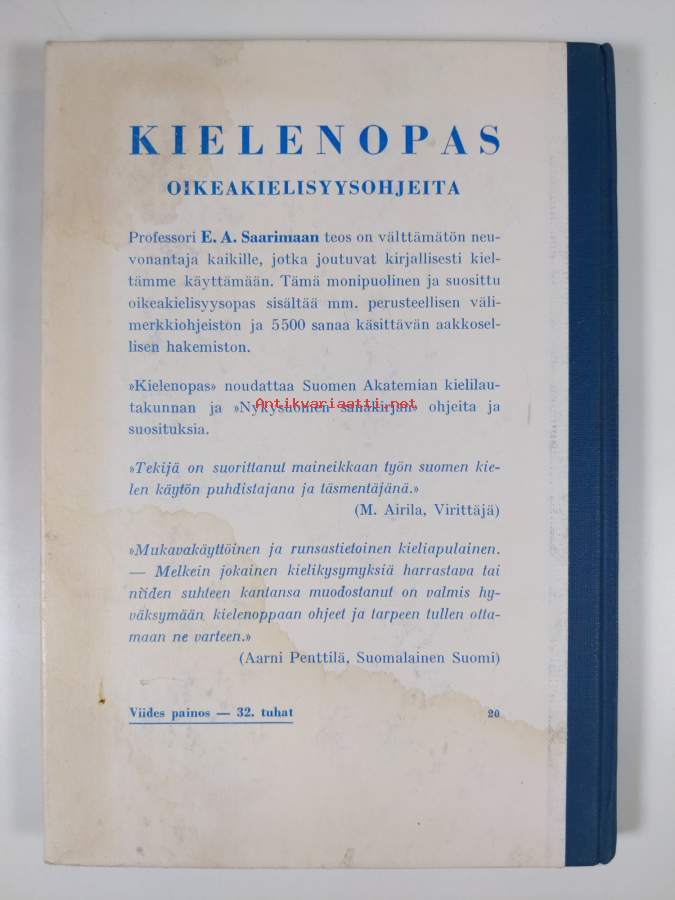 KIELENOPAS
OIKEAKIELISYYSOHJEITA
Professori E. A. Saarimaan teos on välttämätön neu-
vonantaja kaikille, jotka joutuvat kirjallisesti kiel-
tämme käyttämään. Tämä monipuolinen ja suosittu
oikeakielisyysopas sisältää mm. perusteellisen väli-
merkkiohjeiston ja 5500 sanaa käsittävän aakkosel-
lisen hakemiston.
»Kielenopas» noudattaa Suomen Akatemian kielilau-
takunnan ja »Nykysuomen sanakirjan» ohjeita ja
Antikvariaatti.net
suosituksia.
»Tekijä on suorittanut maineikkaan työn suomen kie-
len käytön puhdistajana ja täsmentäjänä.»
(M. Airila, Virittäjä)
»Mukavakäyttöinen ja runsastietoinen kieliapulainen.
— Melkein jokainen kielikysymyksiä harrastava tai
niiden suhteen kantansa muodostanut on valmis hy-
väksymään kielenoppaan ohjeet ja tarpeen tullen otta-
maan ne varteen.»
(Aarni Penttilä, Suomalainen Suomi)
Viides painos — 32. tuhat 20